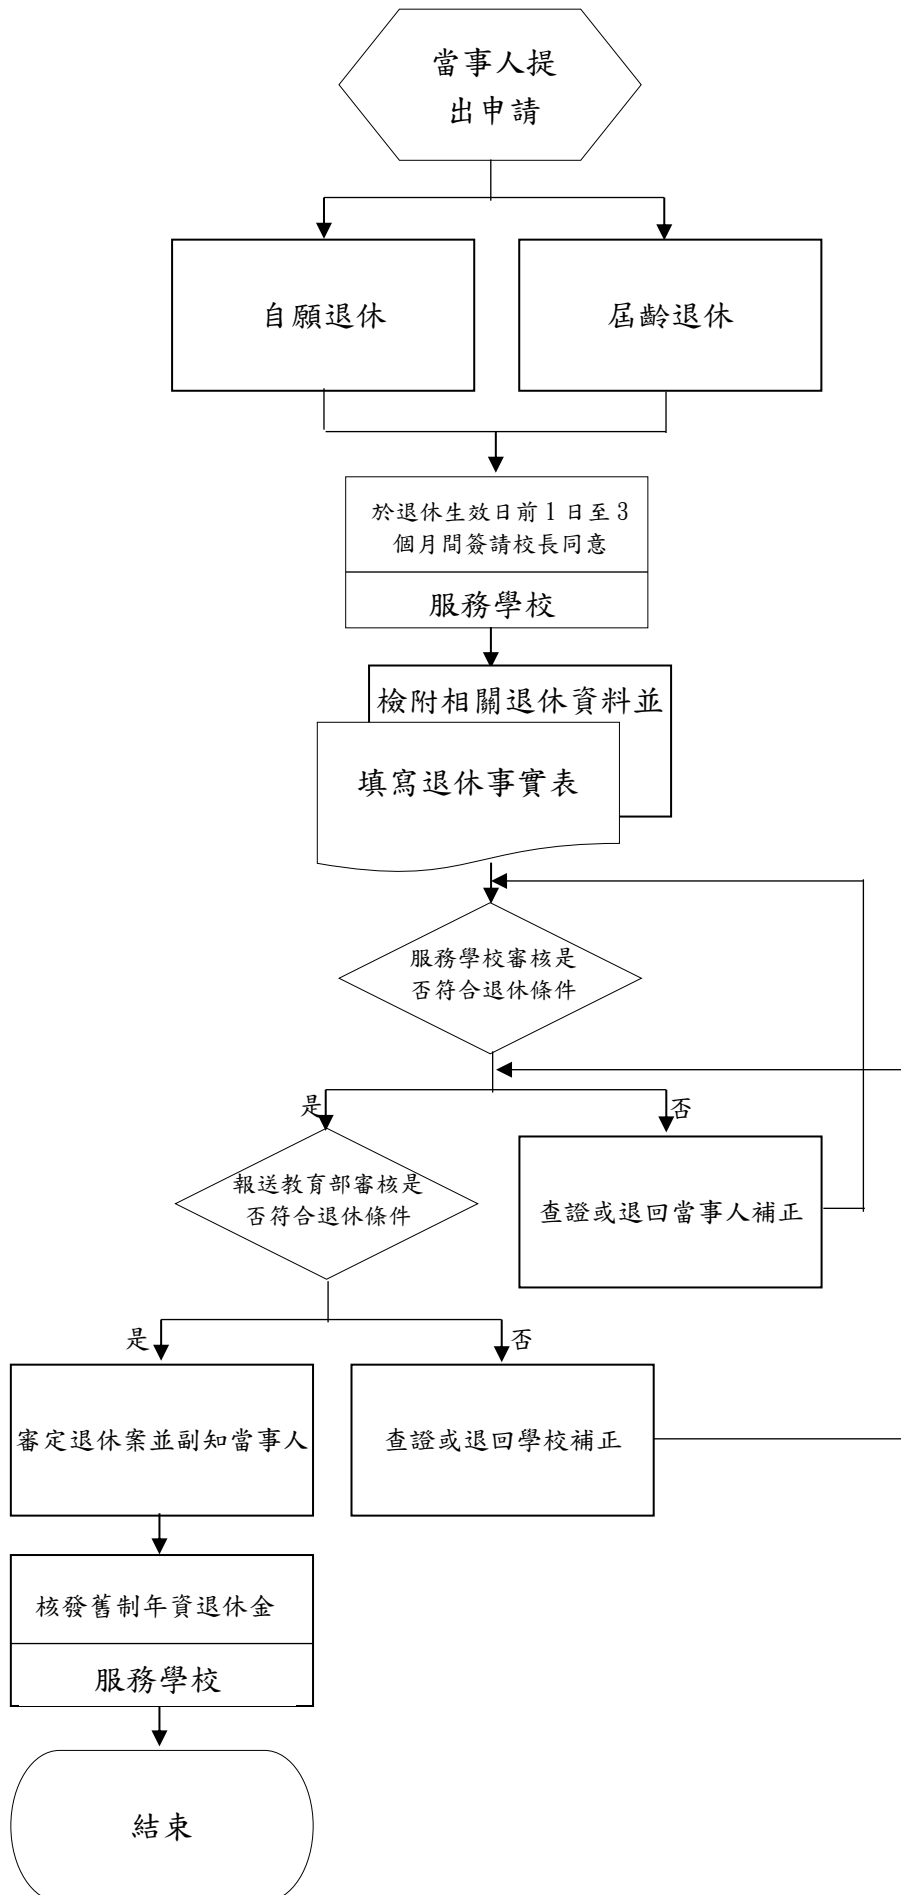 當事人提
出申請
自願退休
屆齡退休
於退休生效日前 1 日至 3
個月間簽請校長同意
服務學校
檢附相關退休資料並
填寫退休事實表
服務學校審核是
否符合退休條件
是
否
報送教育部審核是
否符合退休條件
查證或退回當事人補正
是
否
審定退休案並副知當事人
查證或退回學校補正
核發舊制年資退休金
服務學校
結束